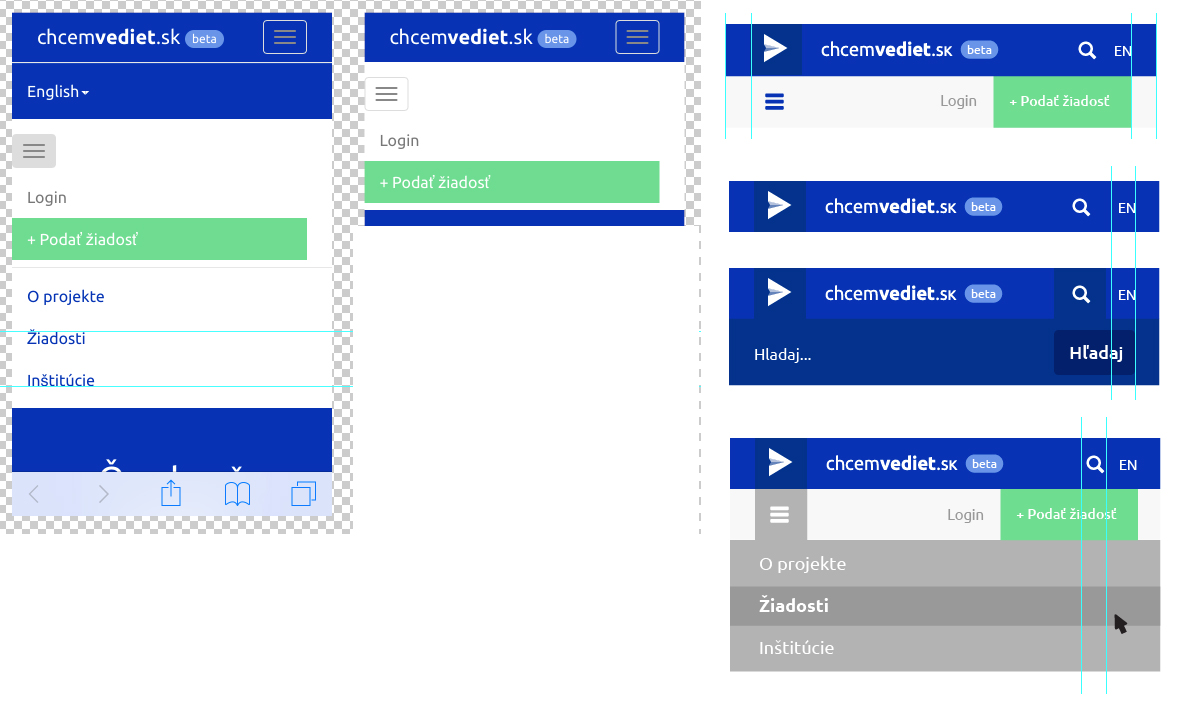 chcemvediet.sk beta
English
Login
+ Podať žiadosť
O projekte
Žiadosti
Inštitúcie
chcemvediet.sk beta
Login
+ Podať žiadosť
chcemvediet.sk beta EN
Login + Podať žiadosť
chcemvediet.sk beta EN
chcemvediet.sk beta EN
Hladaj... Hľadaj
chcemvediet.sk beta EN
Login + Podať žiadosť
O projekte
Žiadosti
Inštitúcie